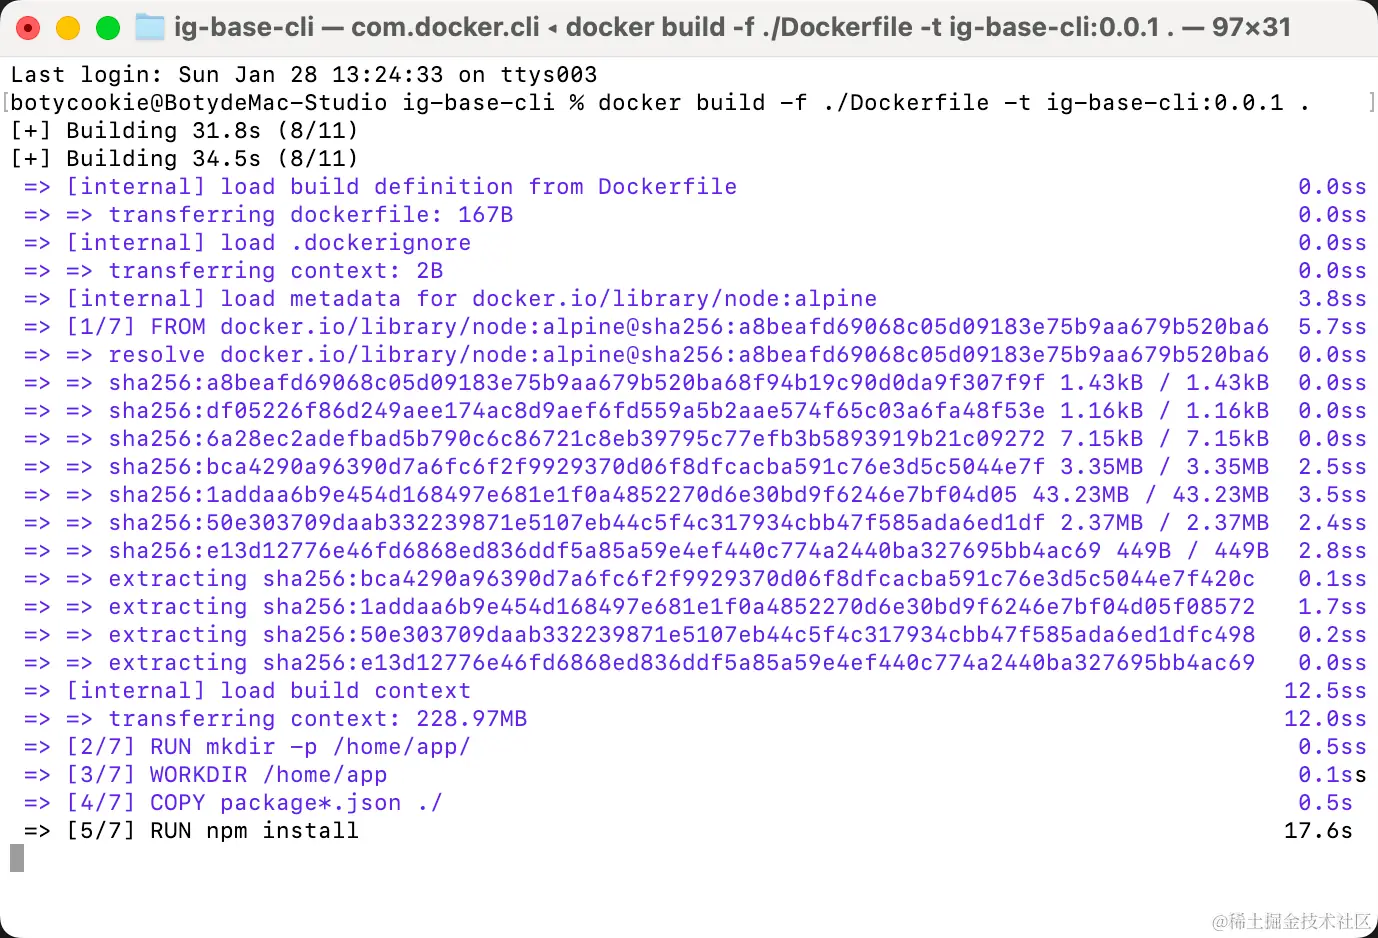 ig-base-cli — com.docker.cli ◂ docker build -f ./Dockerfile -t ig-base-cli:0.0.1 . — 97×31
Last login: Sun Jan 28 13:24:33 on ttys003
[botycookie@BotydeMac-Studio ig-base-cli % docker build -f ./Dockerfile -t ig-base-cli:0.0.1 . ]
[+] Building 31.8s (8/11)
[+] Building 34.5s (8/11)
=> [internal] load build definition from Dockerfile 0.0ss
=> => transferring dockerfile: 167B 0.0ss
=> [internal] load .dockerignore 0.0ss
=> => transferring context: 2B 0.0ss
=> [internal] load metadata for docker.io/library/node:alpine 3.8ss
=> [1/7] FROM docker.io/library/node:alpine@sha256:a8beafd69068c05d09183e75b9aa679b520ba6 5.7ss
=> => resolve docker.io/library/node:alpine@sha256:a8beafd69068c05d09183e75b9aa679b520ba6 0.0ss
=> => sha256:a8beafd69068c05d09183e75b9aa679b520ba68f94b19c90d0da9f307f9f 1.43kB / 1.43kB 0.0ss
=> => sha256:df05226f86d249aee174ac8d9aef6fd559a5b2aae574f65c03a6fa48f53e 1.16kB / 1.16kB 0.0ss
=> => sha256:6a28ec2adefbad5b790c6c86721c8eb39795c77efb3b5893919b21c09272 7.15kB / 7.15kB 0.0ss
=> => sha256:bca4290a96390d7a6fc6f2f9929370d06f8dfcacba591c76e3d5c5044e7f 3.35MB / 3.35MB 2.5ss
=> => sha256:1addaa6b9e454d168497e681e1f0a4852270d6e30bd9f6246e7bf04d05 43.23MB / 43.23MB 3.5ss
=> => sha256:50e303709daab332239871e5107eb44c5f4c317934cbb47f585ada6ed1df 2.37MB / 2.37MB 2.4ss
=> => sha256:e13d12776e46fd6868ed836ddf5a85a59e4ef440c774a2440ba327695bb4ac69 449B / 449B 2.8ss
=> => extracting sha256:bca4290a96390d7a6fc6f2f9929370d06f8dfcacba591c76e3d5c5044e7f420c 0.1ss
=> => extracting sha256:1addaa6b9e454d168497e681e1f0a4852270d6e30bd9f6246e7bf04d05f08572 1.7ss
=> => extracting sha256:50e303709daab332239871e5107eb44c5f4c317934cbb47f585ada6ed1dfc498 0.2ss
=> => extracting sha256:e13d12776e46fd6868ed836ddf5a85a59e4ef440c774a2440ba327695bb4ac69 0.0ss
=> [internal] load build context 12.5ss
=> => transferring context: 228.97MB 12.0ss
=> [2/7] RUN mkdir -p /home/app/ 0.5ss
=> [3/7] WORKDIR /home/app 0.1ss
=> [4/7] COPY package*.json ./ 0.5s
=> [5/7] RUN npm install 17.6s
@稀土掘金技术社区